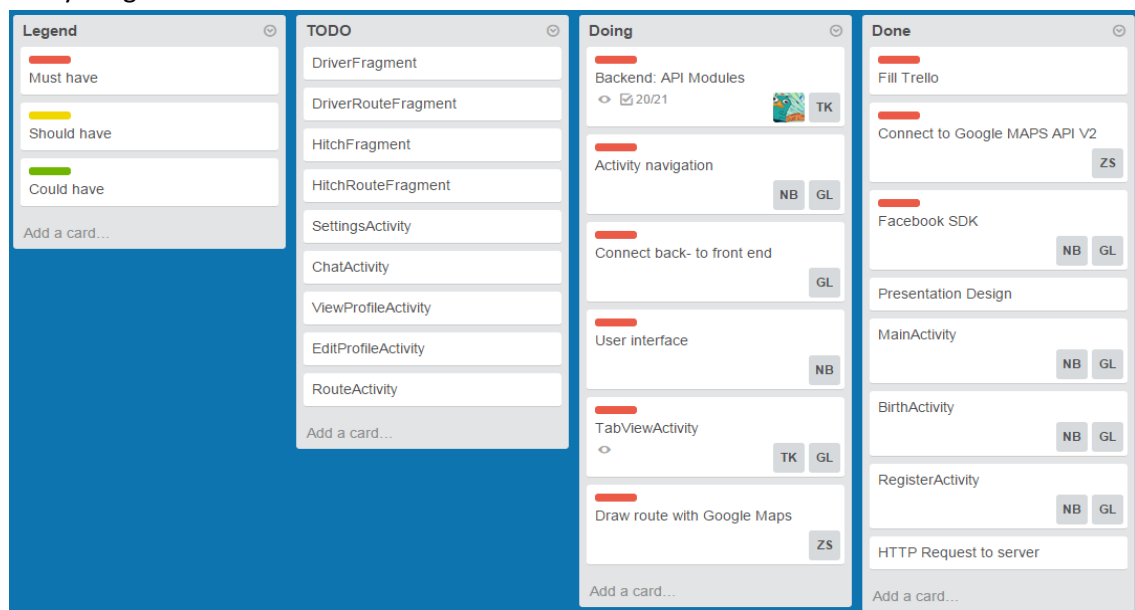 Legend
Must have
Should have
Could have
Add a card...
TODO
DriverFragment
DriverRouteFragment
HitchFragment
HitchRouteFragment
SettingsActivity
ChatActivity
ViewProfileActivity
EditProfileActivity
RouteActivity
Add a card...
Doing
Backend: API Modules
20/21
TK
Activity navigation
NB GL
Connect back- to front end
GL
User interface
NB
TabViewActivity
TK GL
Draw route with Google Maps
ZS
Add a card...
Done
Fill Trello
Connect to Google MAPS API V2
ZS
Facebook SDK
NB GL
Presentation Design
MainActivity
NB GL
BirthActivity
NB GL
RegisterActivity
NB GL
HTTP Request to server
Add a card...